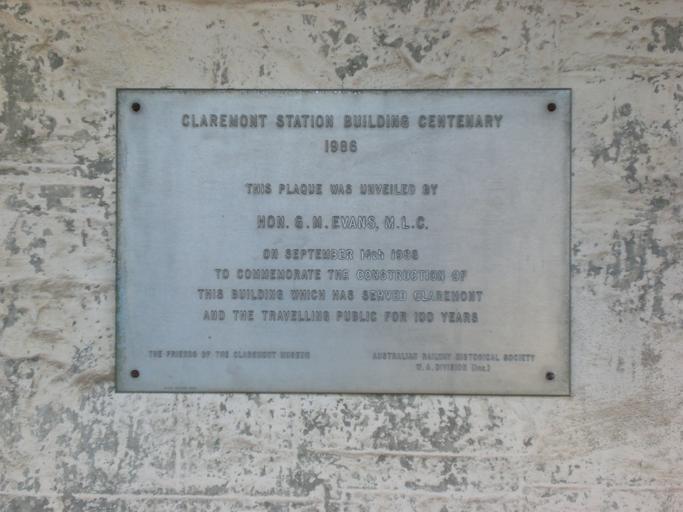 CLAREMONT STATION BUILDING CENTENARY
1986
THIS PLAQUE WAS UNVEILED BY
HON. G.M. EVANS, M.L.C.
ON SEPTEMBER 14th 1986
TO COMMEMORATE THE CONSTRUCTION OF
THIS BUILDING WHICH HAS SERVED CLAREMONT
AND THE TRAVELLING PUBLIC FOR 100 YEARS
THE FRIENDS OF THE CLAREMONT MUSEUM
AUSTRALIAN RAILWAY HISTORICAL SOCIETY
W.A. DIVISION (Inc.)